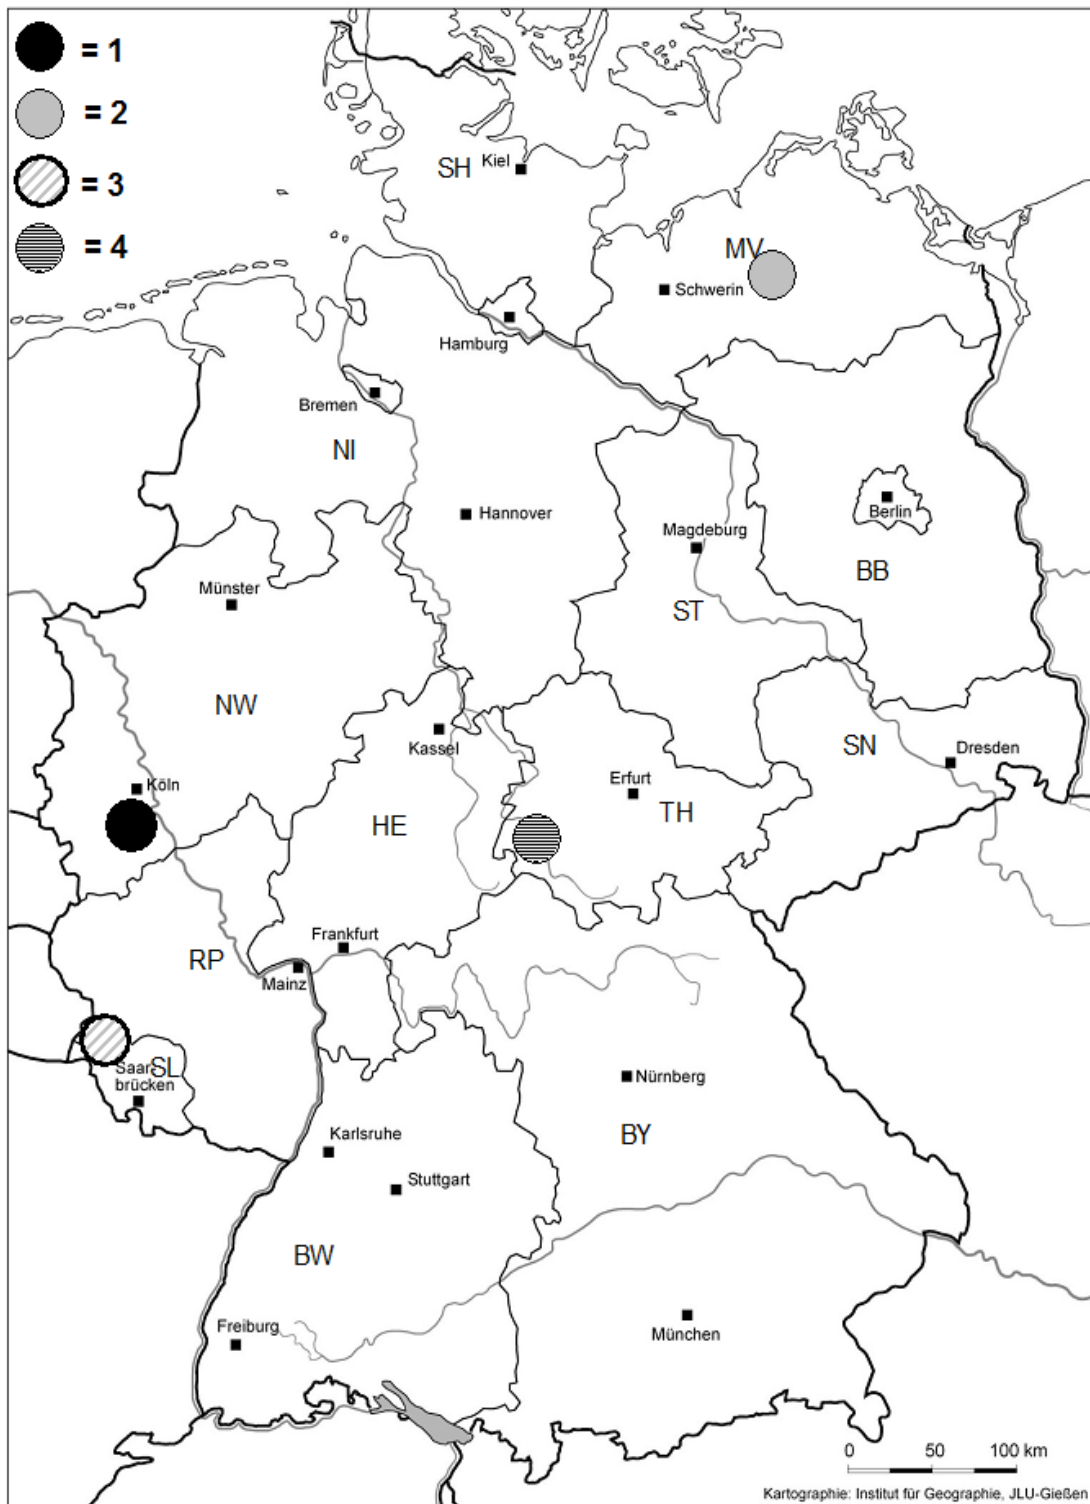 = 1
= 2
= 3
= 4
SH
Kiel
MV
Schwerin
Hamburg
Bremen
NI
Hannover
Berlin
Magdeburg
BB
Münster
ST
NW
SN
Kassel
Dresden
Köln
Erfurt
HE
TH
Frankfurt
RP
Mainz
SL
Saar-
brücken
Nürnberg
Karlsruhe
BY
Stuttgart
BW
Freiburg
München
0 50 100 km
Kartographie: Institut für Geographie, JLU-Gießen